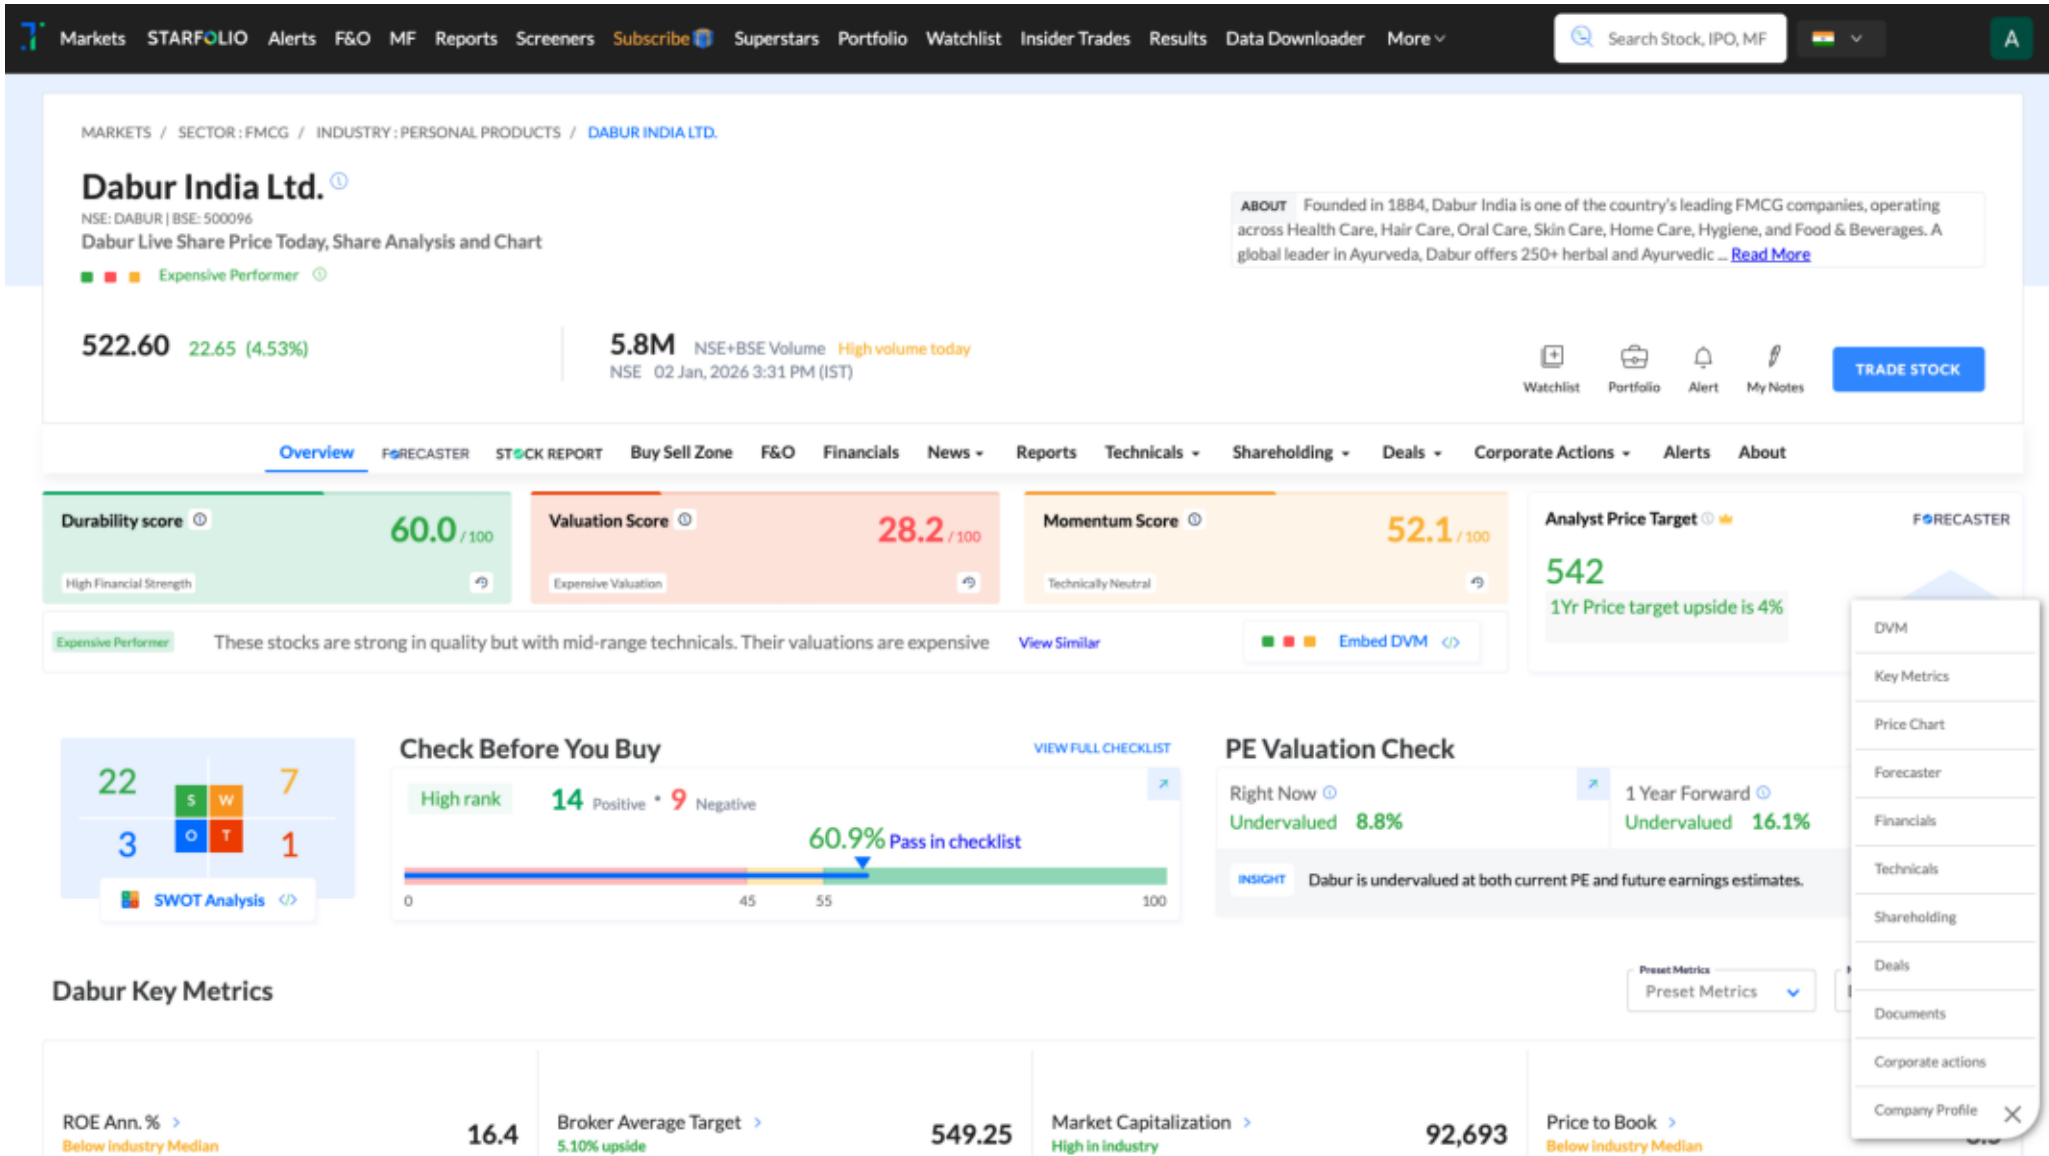 Markets STARFOLIO Alerts F&O MF Reports Screeners Subscribe Superstars Portfolio Watchlist Insider Trades Results Data Downloader More Search Stock, IPO, MF A
MARKETS / SECTOR : FMCG / INDUSTRY : PERSONAL PRODUCTS / DABUR INDIA LTD.
Dabur India Ltd.
NSE: DABUR | BSE: 500096
Dabur Live Share Price Today, Share Analysis and Chart
Expensive Performer
ABOUT Founded in 1884, Dabur India is one of the country's leading FMCG companies, operating
across Health Care, Hair Care, Oral Care, Skin Care, Home Care, Hygiene, and Food & Beverages. A
global leader in Ayurveda, Dabur offers 250+ herbal and Ayurvedic ... Read More
522.60 22.65 (4.53%)
5.8M NSE+BSE Volume High volume today
NSE 02 Jan, 2026 3:31 PM (IST)
Watchlist Portfolio Alert My Notes TRADE STOCK
Overview FORECASTER STOCK REPORT Buy Sell Zone F&O Financials News Reports Technicals Shareholding Deals Corporate Actions Alerts About
Durability score 60.0 / 100
High Financial Strength
Valuation Score 28.2 / 100
Expensive Valuation
Momentum Score 52.1 / 100
Technically Neutral
Analyst Price Target FORECASTER
542
1Yr Price target upside is 4%
Expensive Performer These stocks are strong in quality but with mid-range technicals. Their valuations are expensive View Similar Embed DVM </>
22 S W 7
3 O T 1
SWOT Analysis </>
Check Before You Buy VIEW FULL CHECKLIST
High rank 14 Positive * 9 Negative
60.9% Pass in checklist
0 45 55 100
PE Valuation Check
Right Now
Undervalued 8.8%
1 Year Forward
Undervalued 16.1%
INSIGHT Dabur is undervalued at both current PE and future earnings estimates.
Dabur Key Metrics
Preset Metrics
Preset Metrics
ROE Ann. % 16.4
Below industry Median
Broker Average Target 549.25
5.10% upside
Market Capitalization 92,693
High in industry
Price to Book
Below industry Median
DVM
Key Metrics
Price Chart
Forecaster
Financials
Technicals
Shareholding
Deals
Documents
Corporate actions
Company Profile